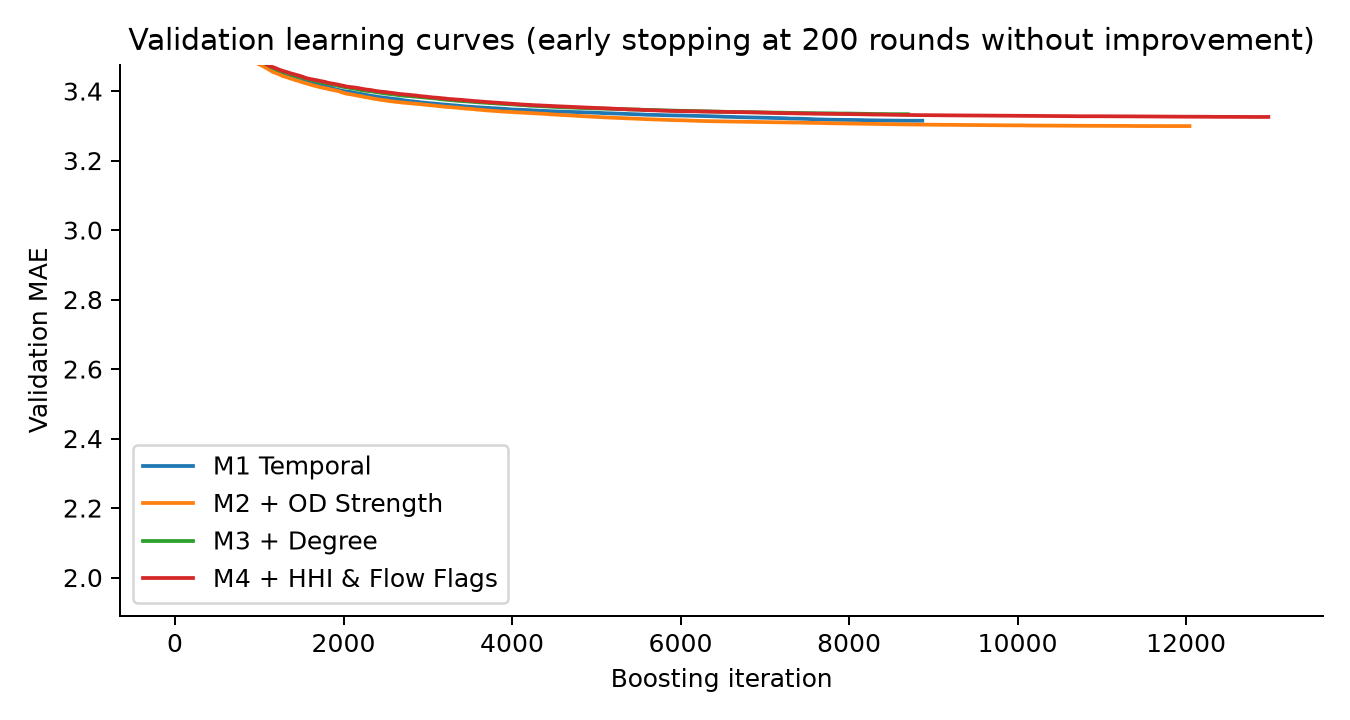 Validation learning curves (early stopping at 200 rounds without improvement)
Validation MAE
3.4
3.2
3.0
2.8
2.6
2.4
2.2
2.0
M1 Temporal
M2 + OD Strength
M3 + Degree
M4 + HHI & Flow Flags
0 2000 4000 6000 8000 10000 12000
Boosting iteration